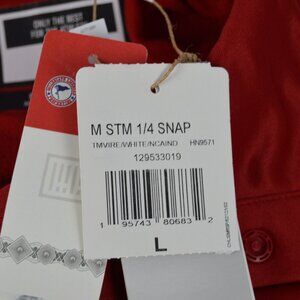 ONLY THE BEST
M STM 1/4 SNAP
TMVIRE/WHITE/NCAIND HN9571
129533019
1 95743 80683 2
L